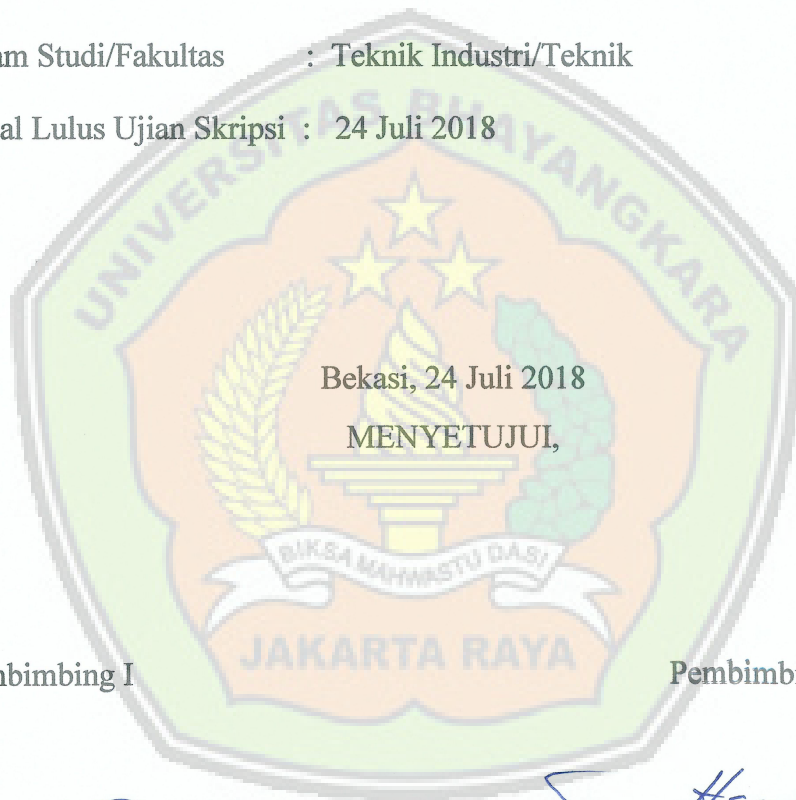 am Studi/Fakultas : Teknik Industri/Teknik
al Lulus Ujian Skripsi : 24 Juli 2018
UNIVERSITAS BHAYANGKARA
Bekasi, 24 Juli 2018
MENYETUJUI,
BIKSA MAHWASTU DASI
JAKARTA RAYA
nbimbing I Pembimbi